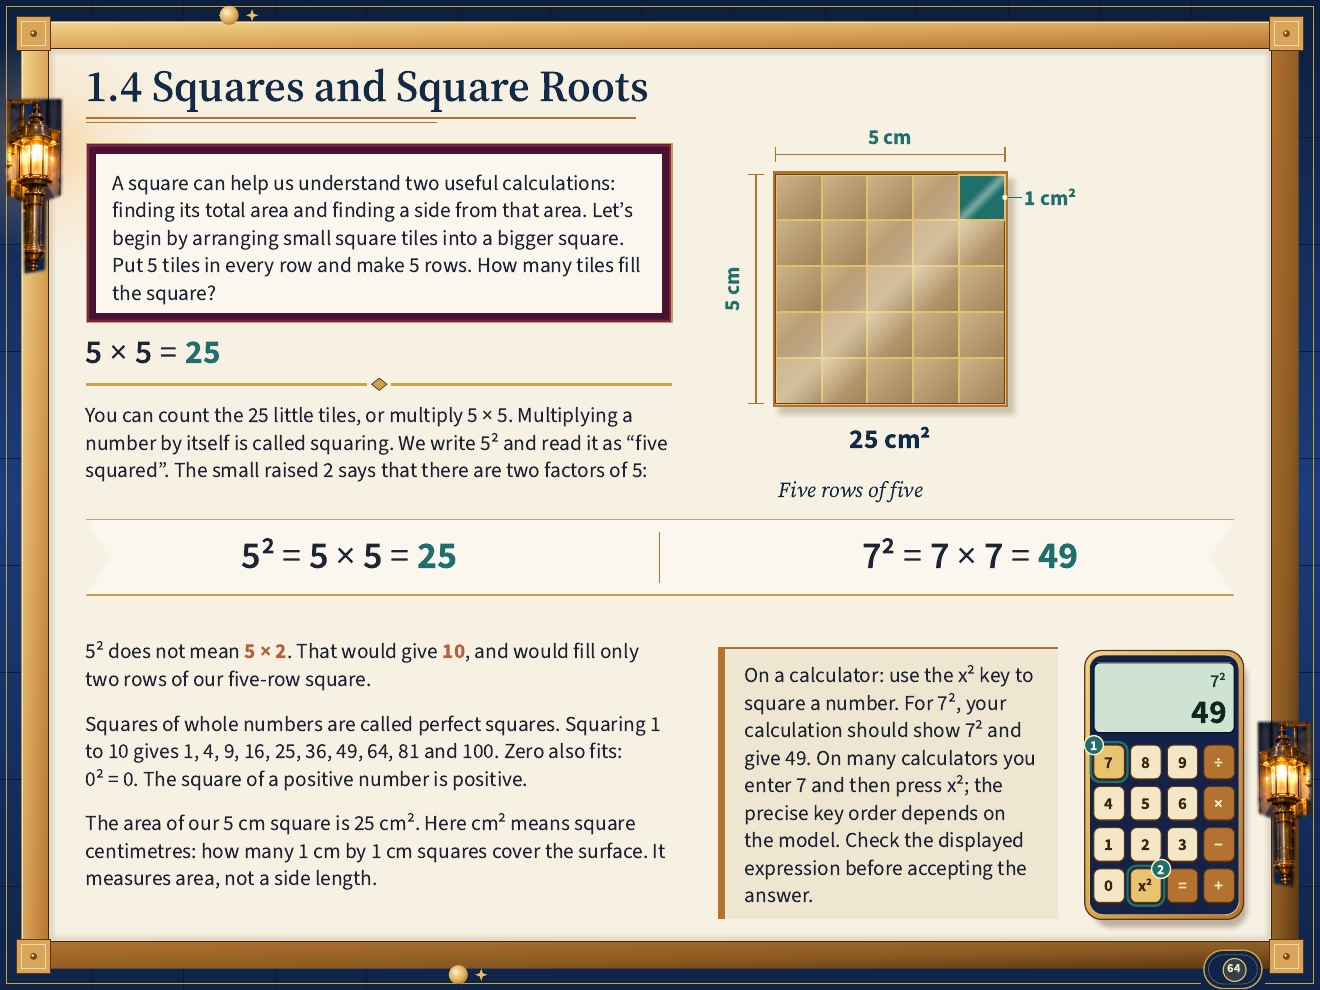 1.4 Squares and Square Roots
A square can help us understand two useful calculations:
finding its total area and finding a side from that area. Let’s
begin by arranging small square tiles into a bigger square.
Put 5 tiles in every row and make 5 rows. How many tiles fill
the square?
5 × 5 = 25
You can count the 25 little tiles, or multiply 5 × 5. Multiplying a
number by itself is called squaring. We write 5² and read it as “five
squared”. The small raised 2 says that there are two factors of 5:
5 cm
1 cm²
5 cm
25 cm²
Five rows of five
5² = 5 × 5 = 25
7² = 7 × 7 = 49
5² does not mean 5 × 2. That would give 10, and would fill only
two rows of our five-row square.
Squares of whole numbers are called perfect squares. Squaring 1
to 10 gives 1, 4, 9, 16, 25, 36, 49, 64, 81 and 100. Zero also fits:
0² = 0. The square of a positive number is positive.
The area of our 5 cm square is 25 cm². Here cm² means square
centimetres: how many 1 cm by 1 cm squares cover the surface. It
measures area, not a side length.
On a calculator: use the x² key to
square a number. For 7², your
calculation should show 7² and
give 49. On many calculators you
enter 7 and then press x²; the
precise key order depends on
the model. Check the displayed
expression before accepting the
answer.
7²
49
1
7 8 9 ÷
4 5 6 ×
1 2 3 −
2
0 x² = +
64